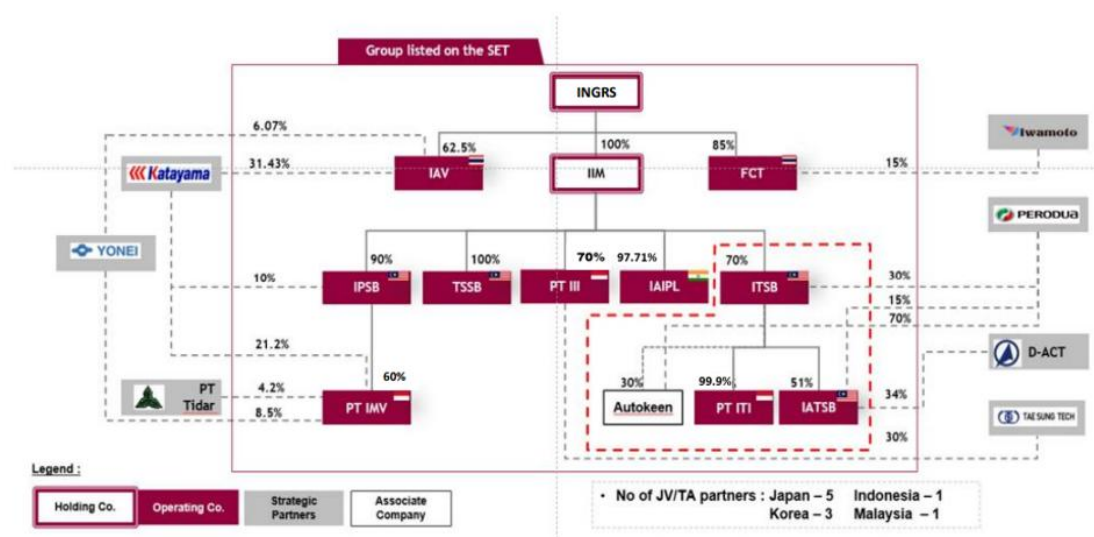 Group listed on the SET
INGRS
6.07%
62.5%
100%
85%
Iwamoto
Katayama
31.43%
IAV
IIM
FCT
15%
PERODUA
YONEI
90%
100%
70%
97.71%
70%
10%
IPSB
TSSB
PT III
IAIPL
ITSB
30%
15%
70%
21.2%
D-ACT
PT
Tidar
4.2%
60%
30%
99.9%
51%
34%
8.5%
PT IMV
Autokeen
PT ITI
IATSB
TAE SUNG TECH
30%
Legend :
Holding Co.
Operating Co.
Strategic
Partners
Associate
Company
• No of JV/TA partners : Japan – 5 Indonesia – 1
Korea – 3 Malaysia – 1